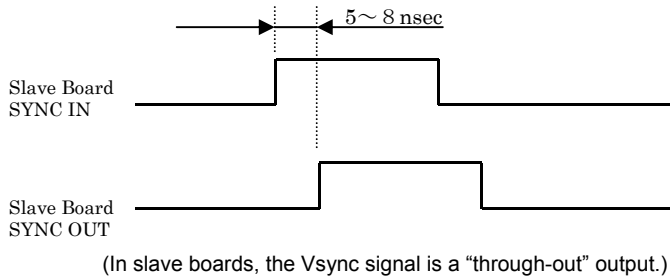 5～8 nsec
Slave Board
SYNC IN
Slave Board
SYNC OUT
(In slave boards, the Vsync signal is a “through-out” output.)